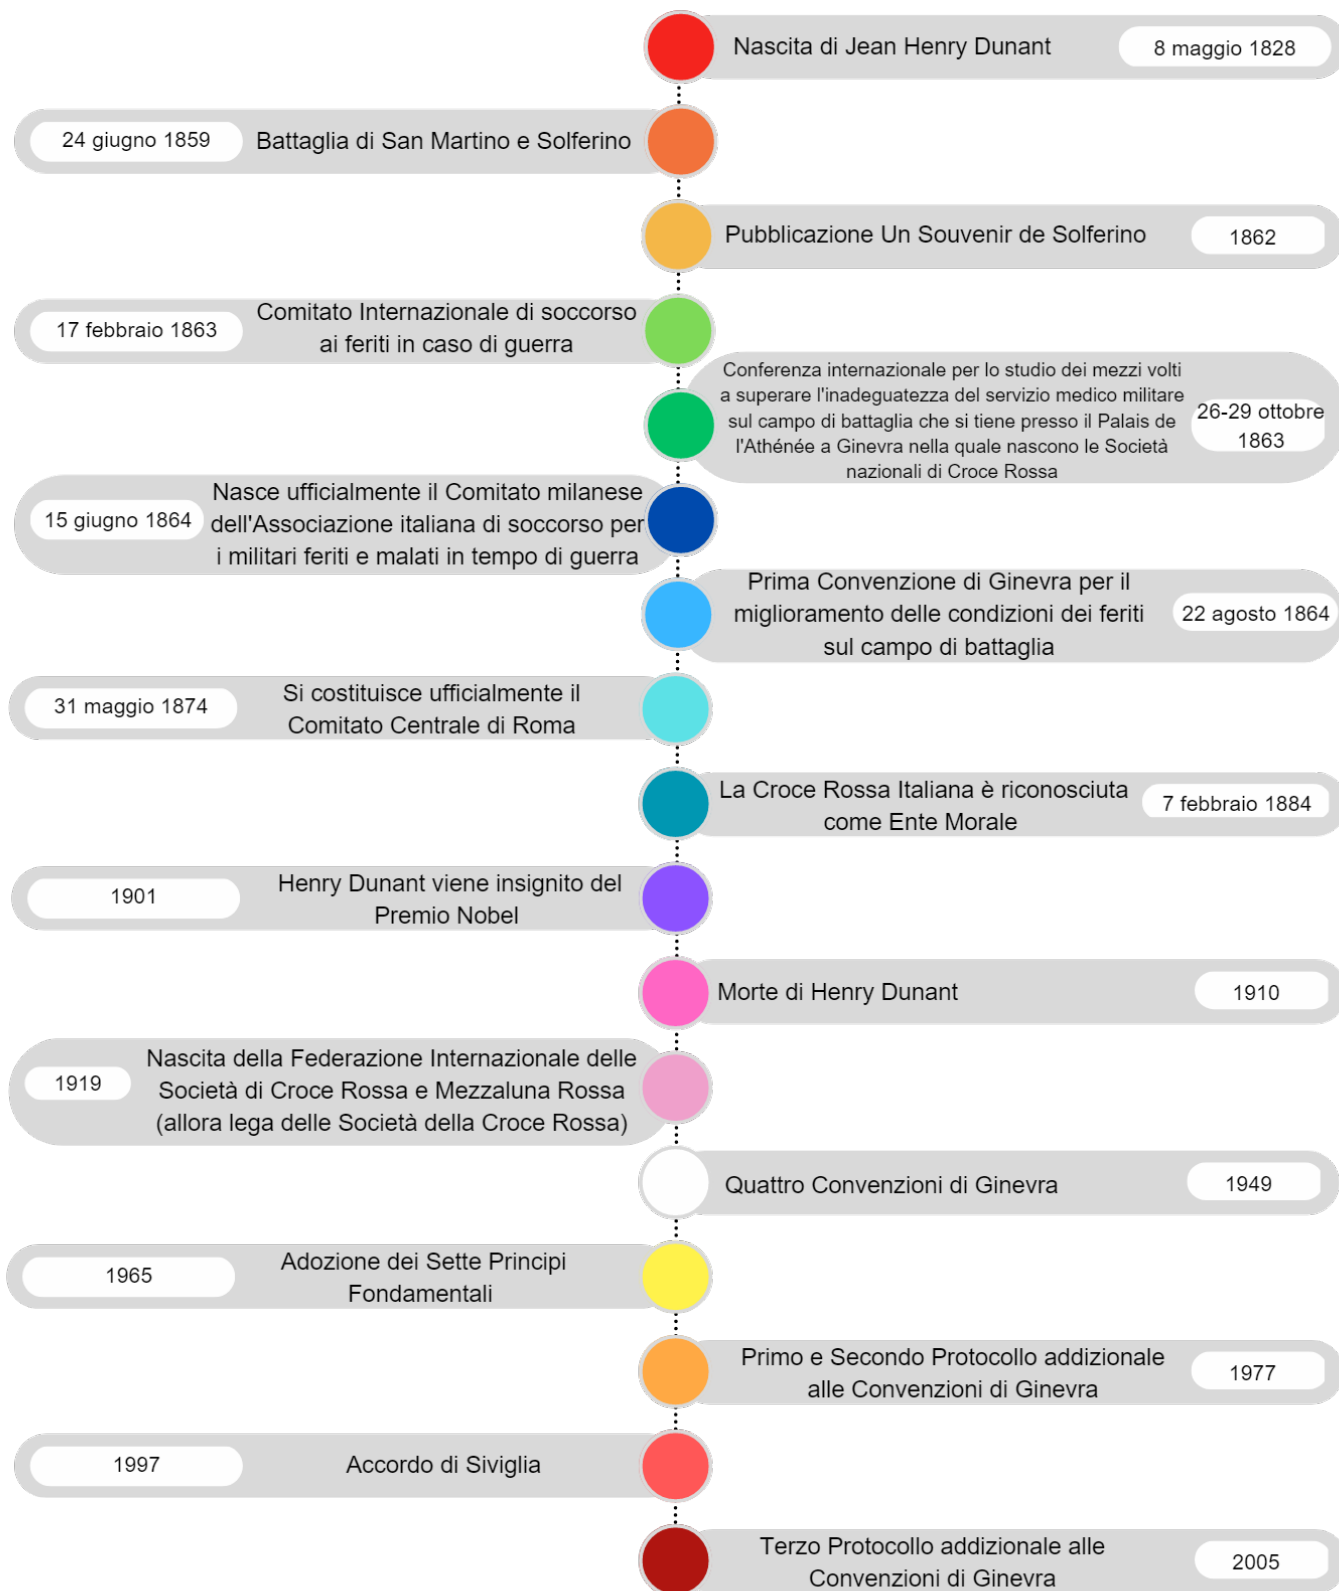 Nascita di Jean Henry Dunant
8 maggio 1828
24 giugno 1859
Battaglia di San Martino e Solferino
Pubblicazione Un Souvenir de Solferino
1862
17 febbraio 1863
Comitato Internazionale di soccorso
ai feriti in caso di guerra
Conferenza internazionale per lo studio dei mezzi volti
a superare l'inadeguatezza del servizio medico militare
sul campo di battaglia che si tiene presso il Palais de
l'Athénée a Ginevra nella quale nascono le Società
nazionali di Croce Rossa
26-29 ottobre
1863
15 giugno 1864
Nasce ufficialmente il Comitato milanese
dell'Associazione italiana di soccorso per
i militari feriti e malati in tempo di guerra
Prima Convenzione di Ginevra per il
miglioramento delle condizioni dei feriti
sul campo di battaglia
22 agosto 1864
31 maggio 1874
Si costituisce ufficialmente il
Comitato Centrale di Roma
La Croce Rossa Italiana è riconosciuta
come Ente Morale
7 febbraio 1884
1901
Henry Dunant viene insignito del
Premio Nobel
Morte di Henry Dunant
1910
1919
Nascita della Federazione Internazionale delle
Società di Croce Rossa e Mezzaluna Rossa
(allora lega delle Società della Croce Rossa)
Quattro Convenzioni di Ginevra
1949
1965
Adozione dei Sette Principi
Fondamentali
Primo e Secondo Protocollo addizionale
alle Convenzioni di Ginevra
1977
1997
Accordo di Siviglia
Terzo Protocollo addizionale alle
Convenzioni di Ginevra
2005